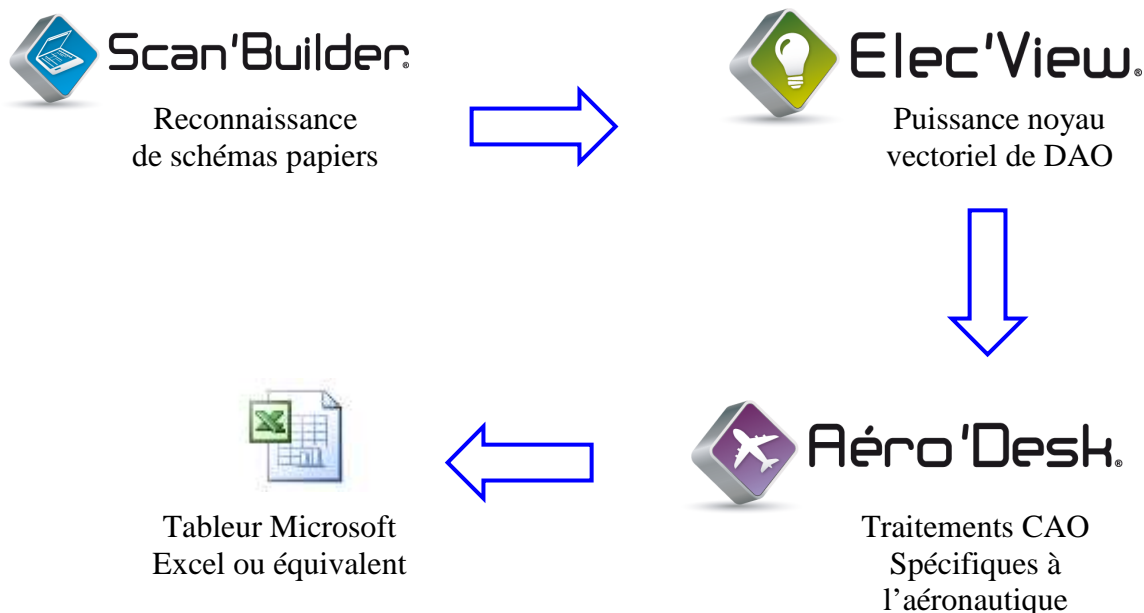 Scan'Builder®
Reconnaissance
de schémas papiers
Elec'View®
Puissance noyau
vectoriel de DAO
Aéro'Desk®
Traitements CAO
Spécifiques à
l'aéronautique
Tableur Microsoft
Excel ou équivalent